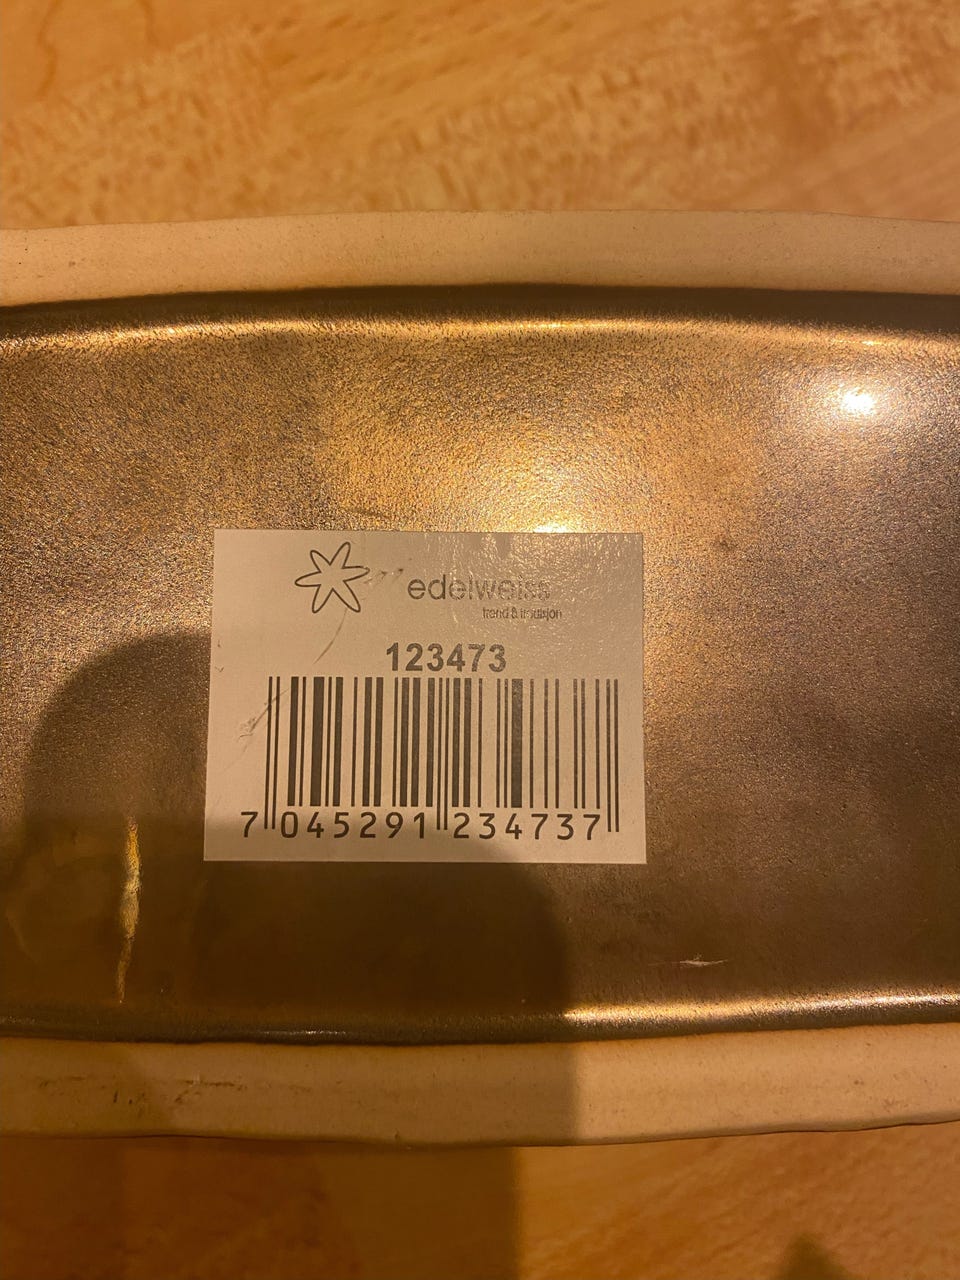 edelweiss
trend & tradisjon
123473
7 045291 234737